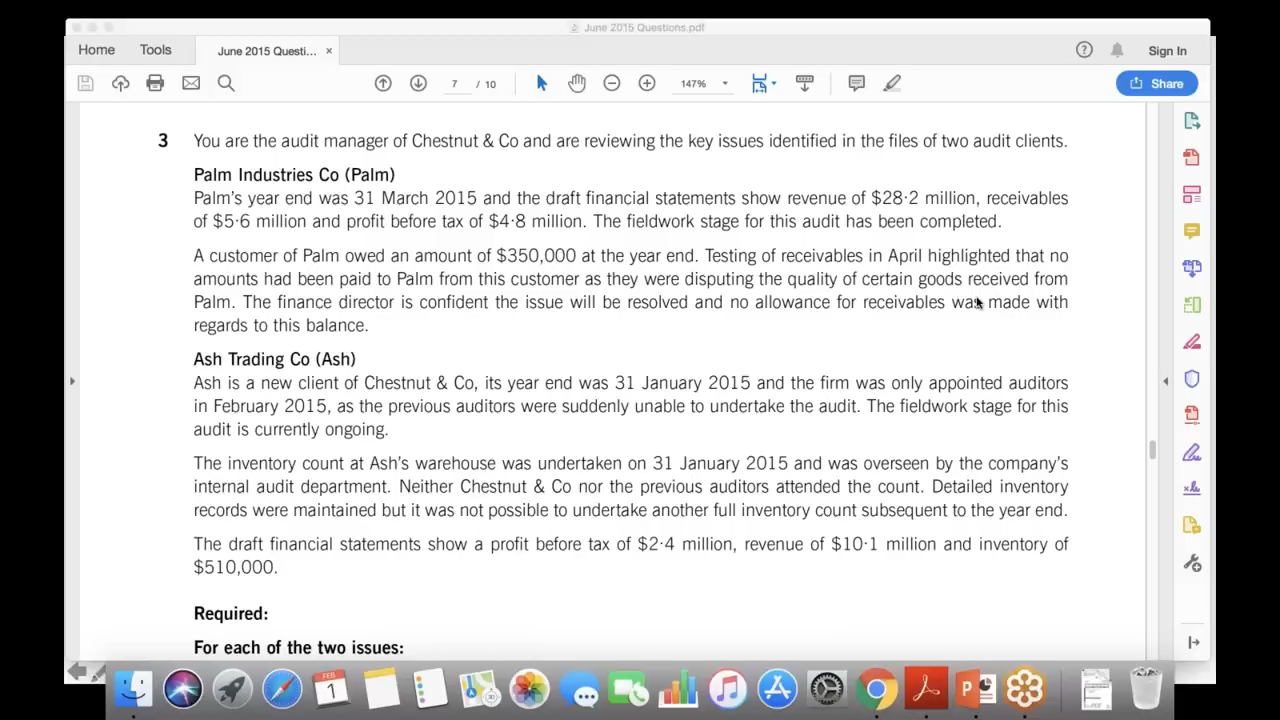 June 2015 Questions.pdf
Home Tools June 2015 Questi... × Sign In
7 / 10 147% Share
3 You are the audit manager of Chestnut & Co and are reviewing the key issues identified in the files of two audit clients.
Palm Industries Co (Palm)
Palm's year end was 31 March 2015 and the draft financial statements show revenue of $28·2 million, receivables
of $5·6 million and profit before tax of $4·8 million. The fieldwork stage for this audit has been completed.
A customer of Palm owed an amount of $350,000 at the year end. Testing of receivables in April highlighted that no
amounts had been paid to Palm from this customer as they were disputing the quality of certain goods received from
Palm. The finance director is confident the issue will be resolved and no allowance for receivables was made with
regards to this balance.
Ash Trading Co (Ash)
Ash is a new client of Chestnut & Co, its year end was 31 January 2015 and the firm was only appointed auditors
in February 2015, as the previous auditors were suddenly unable to undertake the audit. The fieldwork stage for this
audit is currently ongoing.
The inventory count at Ash's warehouse was undertaken on 31 January 2015 and was overseen by the company's
internal audit department. Neither Chestnut & Co nor the previous auditors attended the count. Detailed inventory
records were maintained but it was not possible to undertake another full inventory count subsequent to the year end.
The draft financial statements show a profit before tax of $2·4 million, revenue of $10·1 million and inventory of
$510,000.
Required:
For each of the two issues:
FEB
1
P
PDF